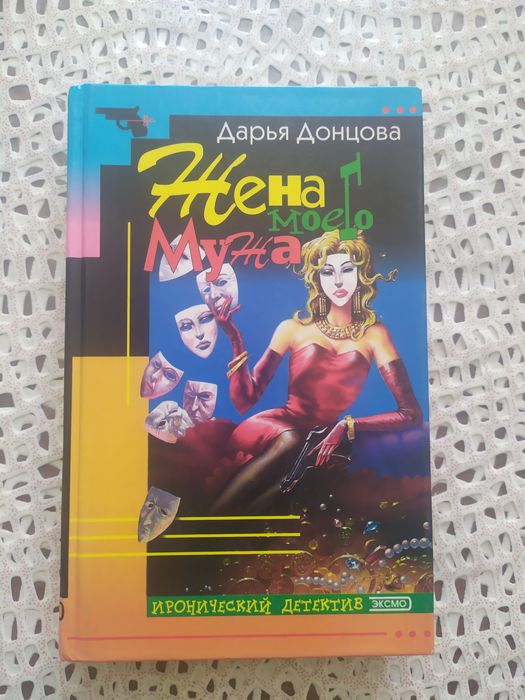 Дарья Донцова
Жена
моего
Мужа
ИРОНИЧЕСКИЙ ДЕТЕКТИВ ЭКСМО